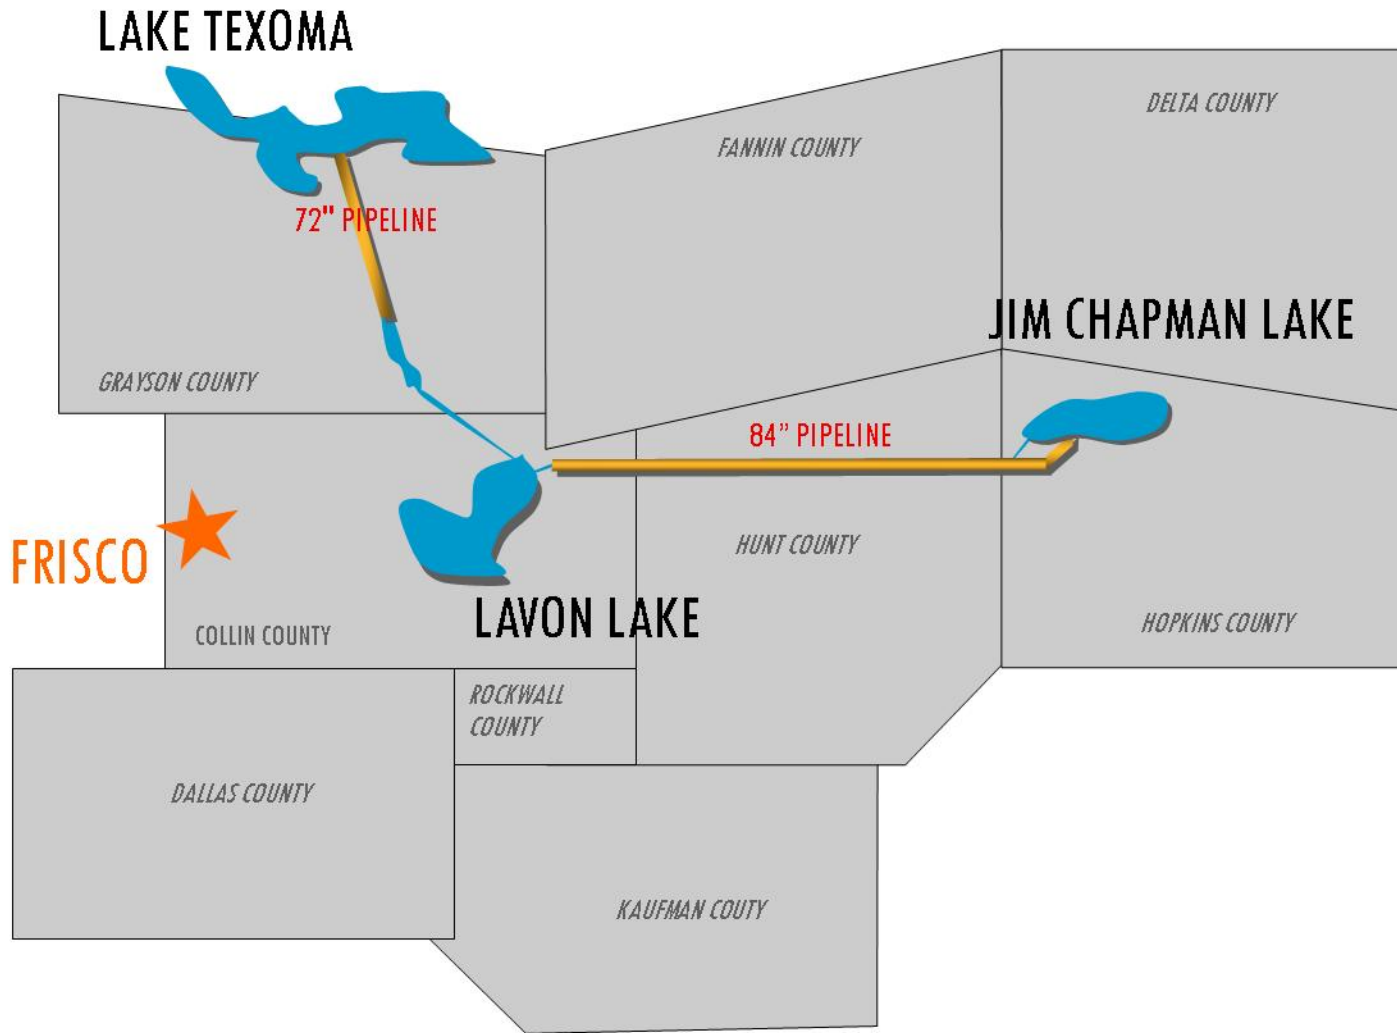 LAKE TEXOMA
DELTA COUNTY
FANNIN COUNTY
72" PIPELINE
JIM CHAPMAN LAKE
GRAYSON COUNTY
84” PIPELINE
FRISCO
HUNT COUNTY
LAVON LAKE
COLLIN COUNTY
HOPKINS COUNTY
ROCKWALL
COUNTY
DALLAS COUNTY
KAUFMAN COUTY